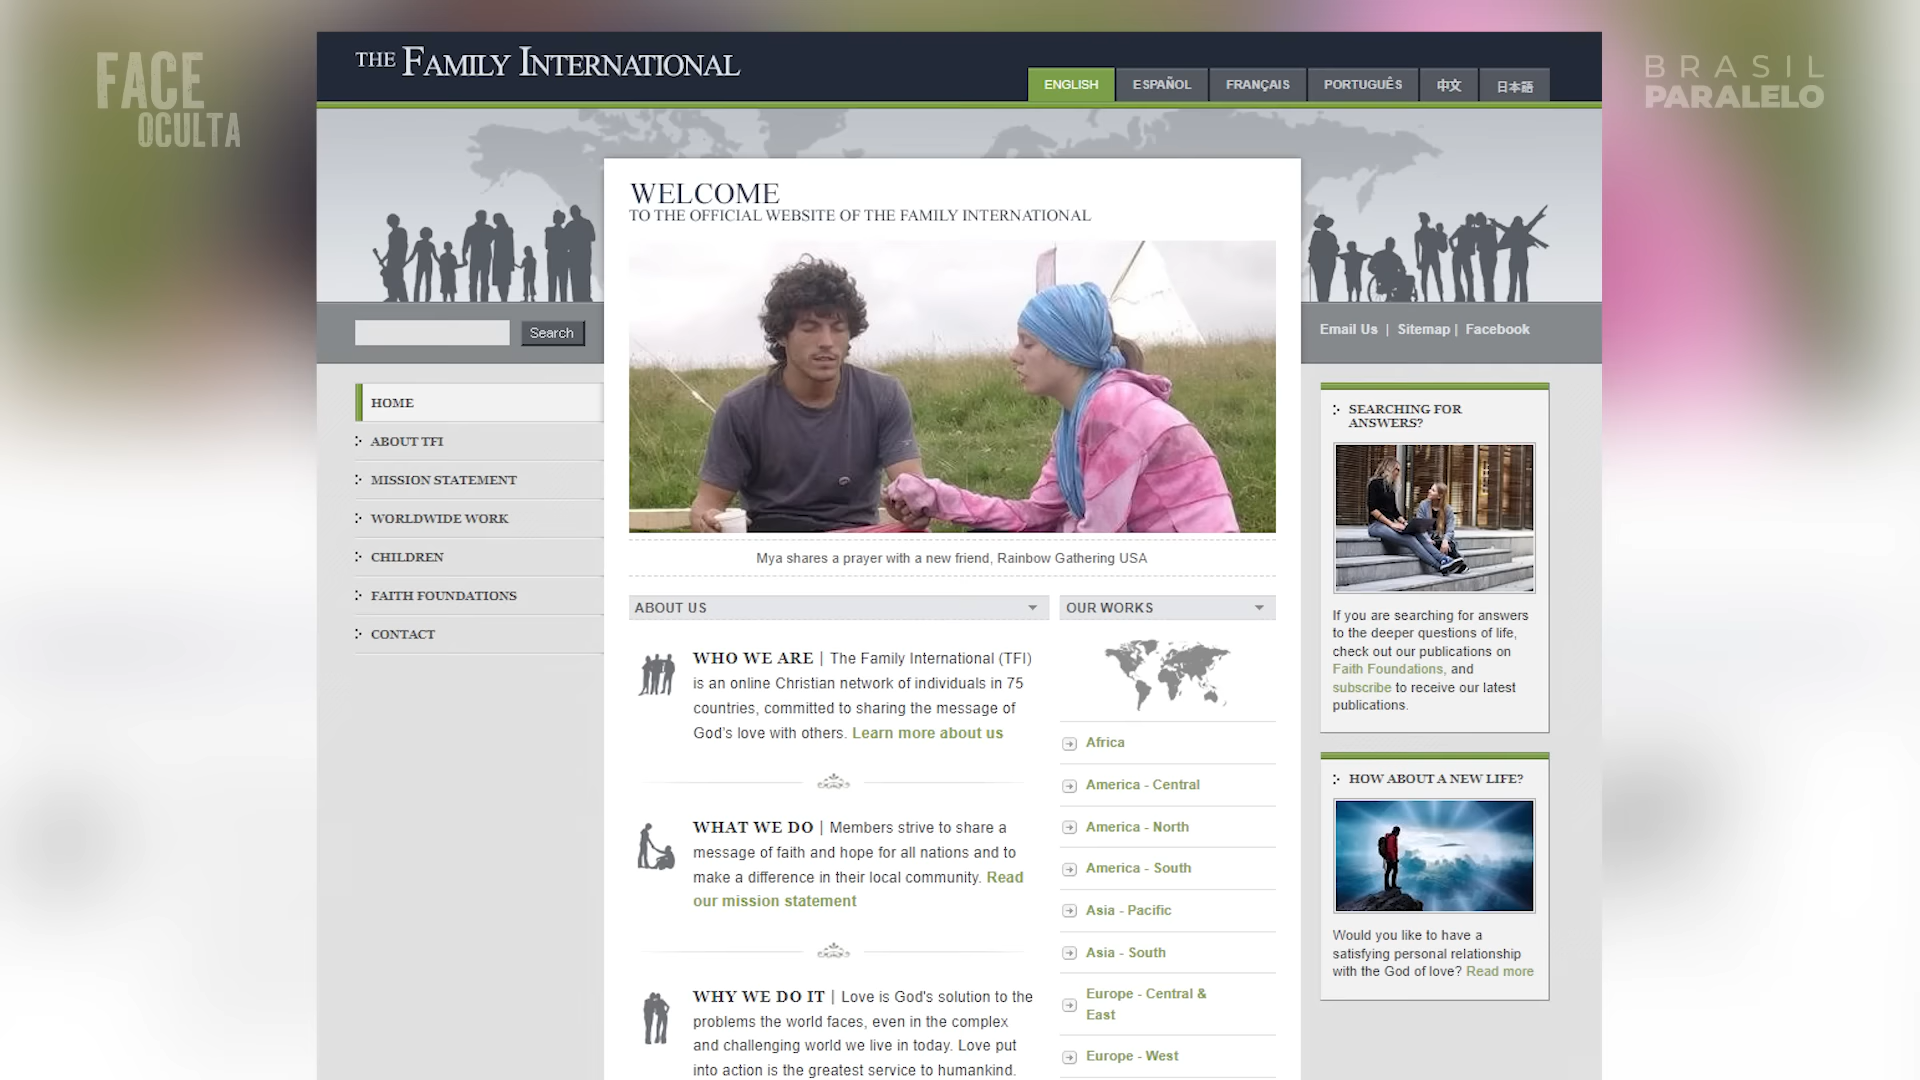 FACE
OCULTA
BRASIL
PARALELO
THE FAMILY INTERNATIONAL
ENGLISH
ESPAÑOL
FRANÇAIS
PORTUGUÊS
中文
日本語
WELCOME
TO THE OFFICIAL WEBSITE OF THE FAMILY INTERNATIONAL
Search
Email Us | Sitemap | Facebook
HOME
ABOUT TFI
MISSION STATEMENT
WORLDWIDE WORK
CHILDREN
FAITH FOUNDATIONS
CONTACT
Mya shares a prayer with a new friend, Rainbow Gathering USA
ABOUT US
WHO WE ARE | The Family International (TFI)
is an online Christian network of individuals in 75
countries, committed to sharing the message of
God's love with others. Learn more about us
WHAT WE DO | Members strive to share a
message of faith and hope for all nations and to
make a difference in their local community. Read
our mission statement
WHY WE DO IT | Love is God's solution to the
problems the world faces, even in the complex
and challenging world we live in today. Love put
into action is the greatest service to humankind.
OUR WORKS
Africa
America - Central
America - North
America - South
Asia - Pacific
Asia - South
Europe - Central &
East
Europe - West
SEARCHING FOR
ANSWERS?
If you are searching for answers
to the deeper questions of life,
check out our publications on
Faith Foundations, and
subscribe to receive our latest
publications.
HOW ABOUT A NEW LIFE?
Would you like to have a
satisfying personal relationship
with the God of love? Read more